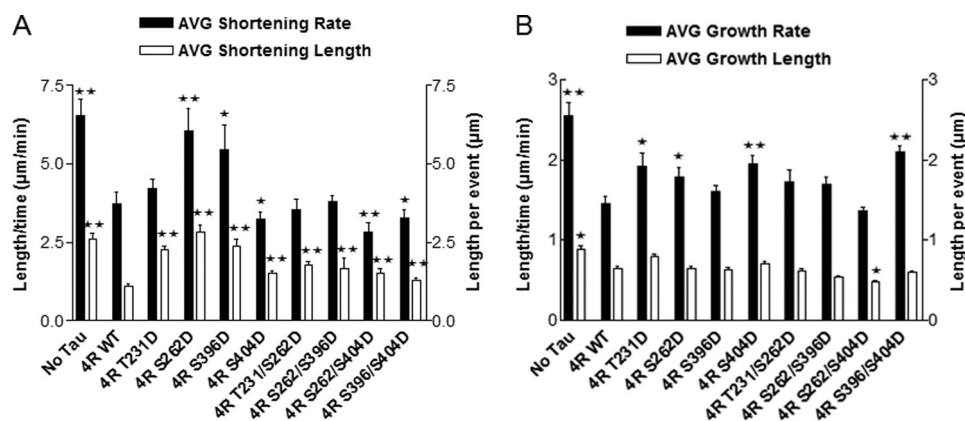 A
AVG Shortening Rate
AVG Shortening Length
Length/time (μm/min)
7.5
5.0
2.5
0.0
★★
★★
★★
★★
★★
★
★★
★
★★
★★
★★
★★
★★
★
★★
7.5
5.0
2.5
0.0
Length per event (μm)
No Tau
4R WT
4R T231D
4R S262D
4R S396D
4R S404D
4R T231/S262D
4R S262/S396D
4R S262/S404D
4R S396/S404D
B
AVG Growth Rate
AVG Growth Length
Length/time (μm/min)
3
2
1
0
★★
★
★
★
★★
★
★★
3
2
1
0
Length per event (μm)
No Tau
4R WT
4R T231D
4R S262D
4R S396D
4R S404D
4R T231/S262D
4R S262/S396D
4R S262/S404D
4R S396/S404D